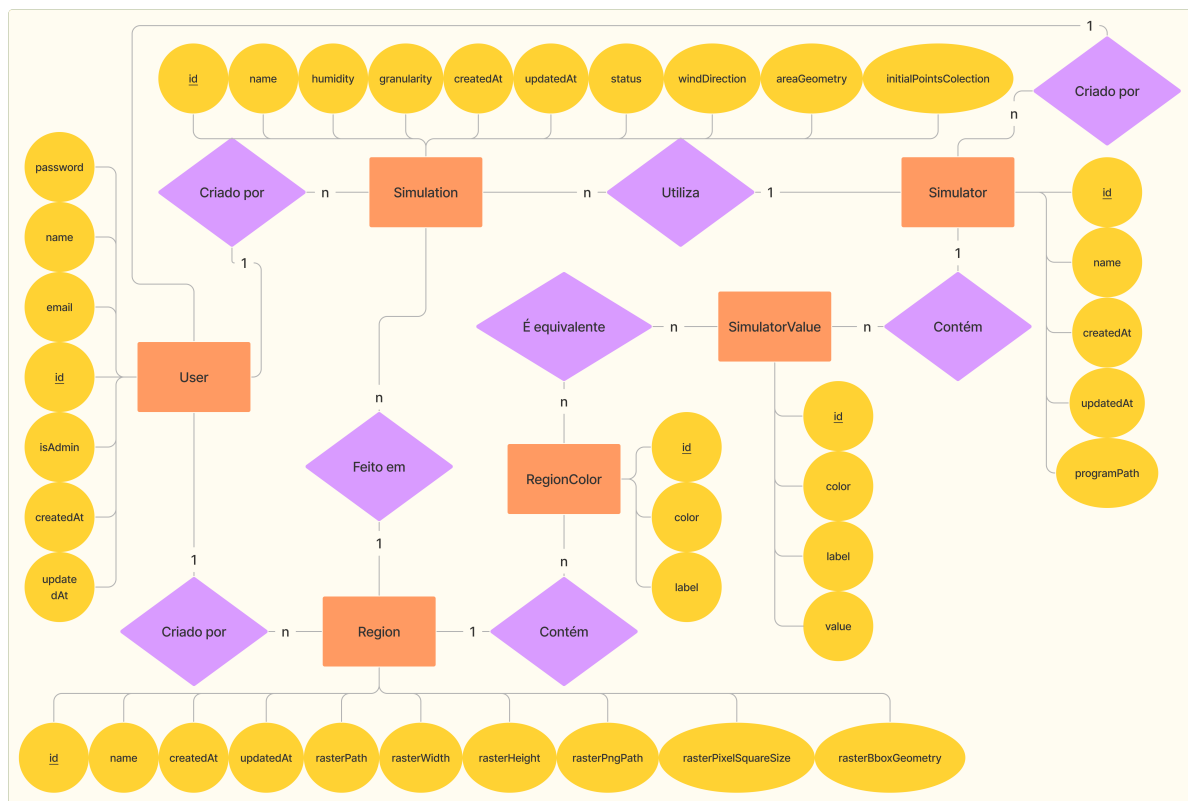 1
id
name
humidity
granularity
createdAt
updatedAt
status
windDirection
areaGeometry
initialPointsColection
Criado por
n
password
Criado por
n
Simulation
n
Utiliza
1
Simulator
id
name
1
1
name
email
É equivalente
n
SimulatorValue
n
Contém
createdAt
User
id
n
n
id
updatedAt
isAdmin
Feito em
RegionColor
id
color
programPath
createdAt
color
1
1
n
label
update
dAt
label
value
Criado por
n
Region
1
Contém
id
name
createdAt
updatedAt
rasterPath
rasterWidth
rasterHeight
rasterPngPath
rasterPixelSquareSize
rasterBboxGeometry